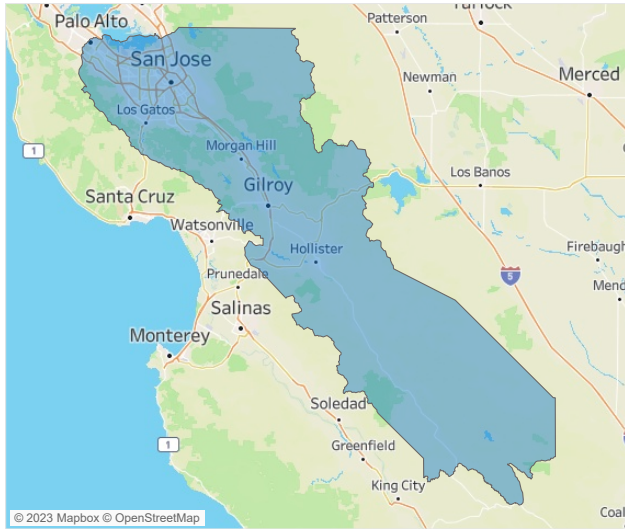 Palo Alto
Patterson
San Jose
Newman
Merced
Los Gatos
Morgan Hill
1
Los Banos
Gilroy
Santa Cruz
Watsonville
Hollister
Firebaugh
Prunedale
5
Salinas
Monterey
Soledad
1
Greenfield
King City
© 2023 Mapbox © OpenStreetMap